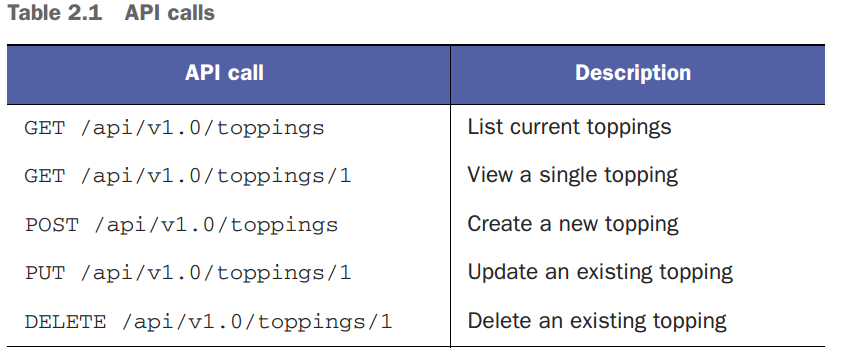 Table 2.1 API calls
API call Description
GET /api/v1.0/toppings List current toppings
GET /api/v1.0/toppings/1 View a single topping
POST /api/v1.0/toppings Create a new topping
PUT /api/v1.0/toppings/1 Update an existing topping
DELETE /api/v1.0/toppings/1 Delete an existing topping